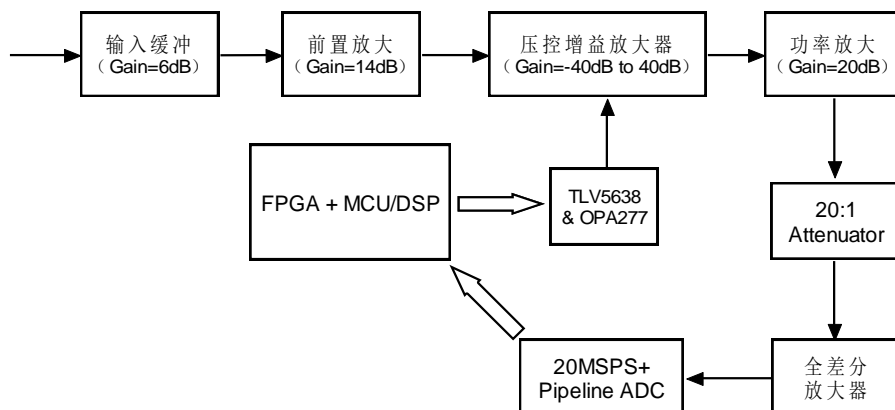 输入缓冲
（Gain=6dB）
前置放大
（Gain=14dB）
压控增益放大器
（Gain=-40dB to 40dB）
功率放大
（Gain=20dB）
FPGA + MCU/DSP
TLV5638
& OPA277
20:1
Attenuator
20MSPS+
Pipeline ADC
全差分
放大器